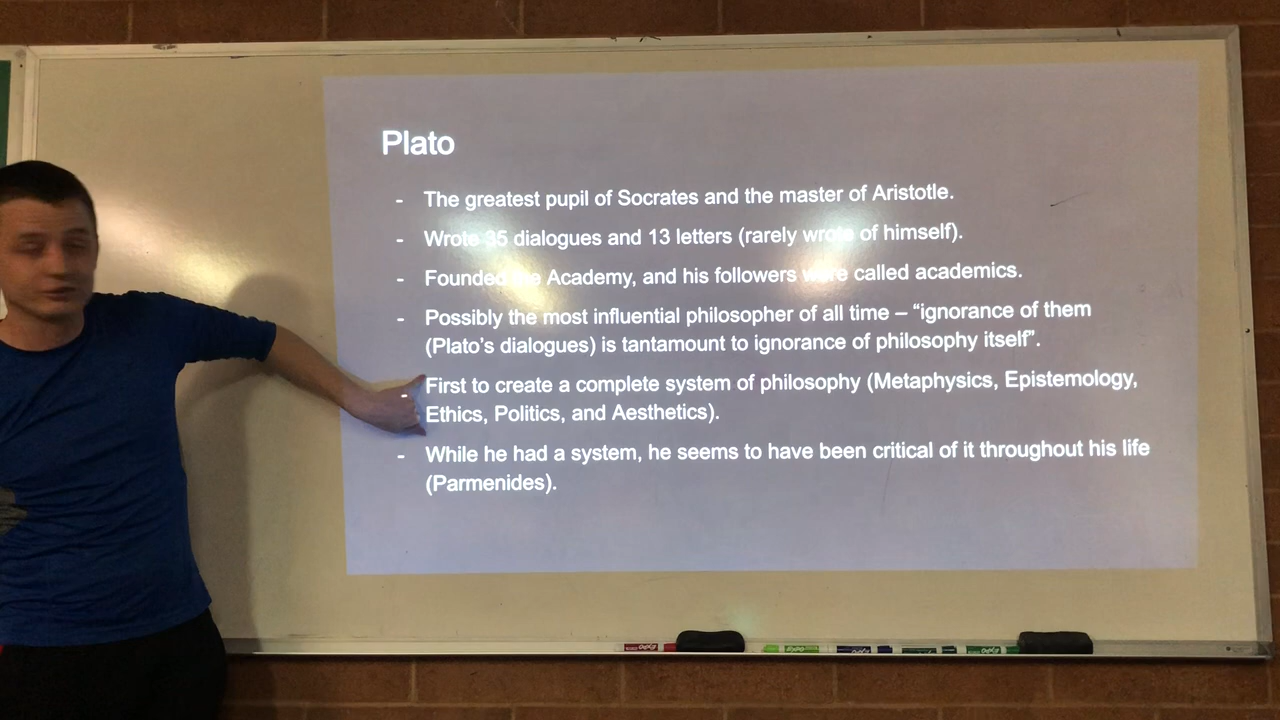 Plato
- The greatest pupil of Socrates and the master of Aristotle.
- Wrote 35 dialogues and 13 letters (rarely wrote of himself).
- Founded the Academy, and his followers were called academics.
- Possibly the most influential philosopher of all time – “ignorance of them
(Plato’s dialogues) is tantamount to ignorance of philosophy itself”.
- First to create a complete system of philosophy (Metaphysics, Epistemology,
Ethics, Politics, and Aesthetics).
- While he had a system, he seems to have been critical of it throughout his life
(Parmenides).
EXPO